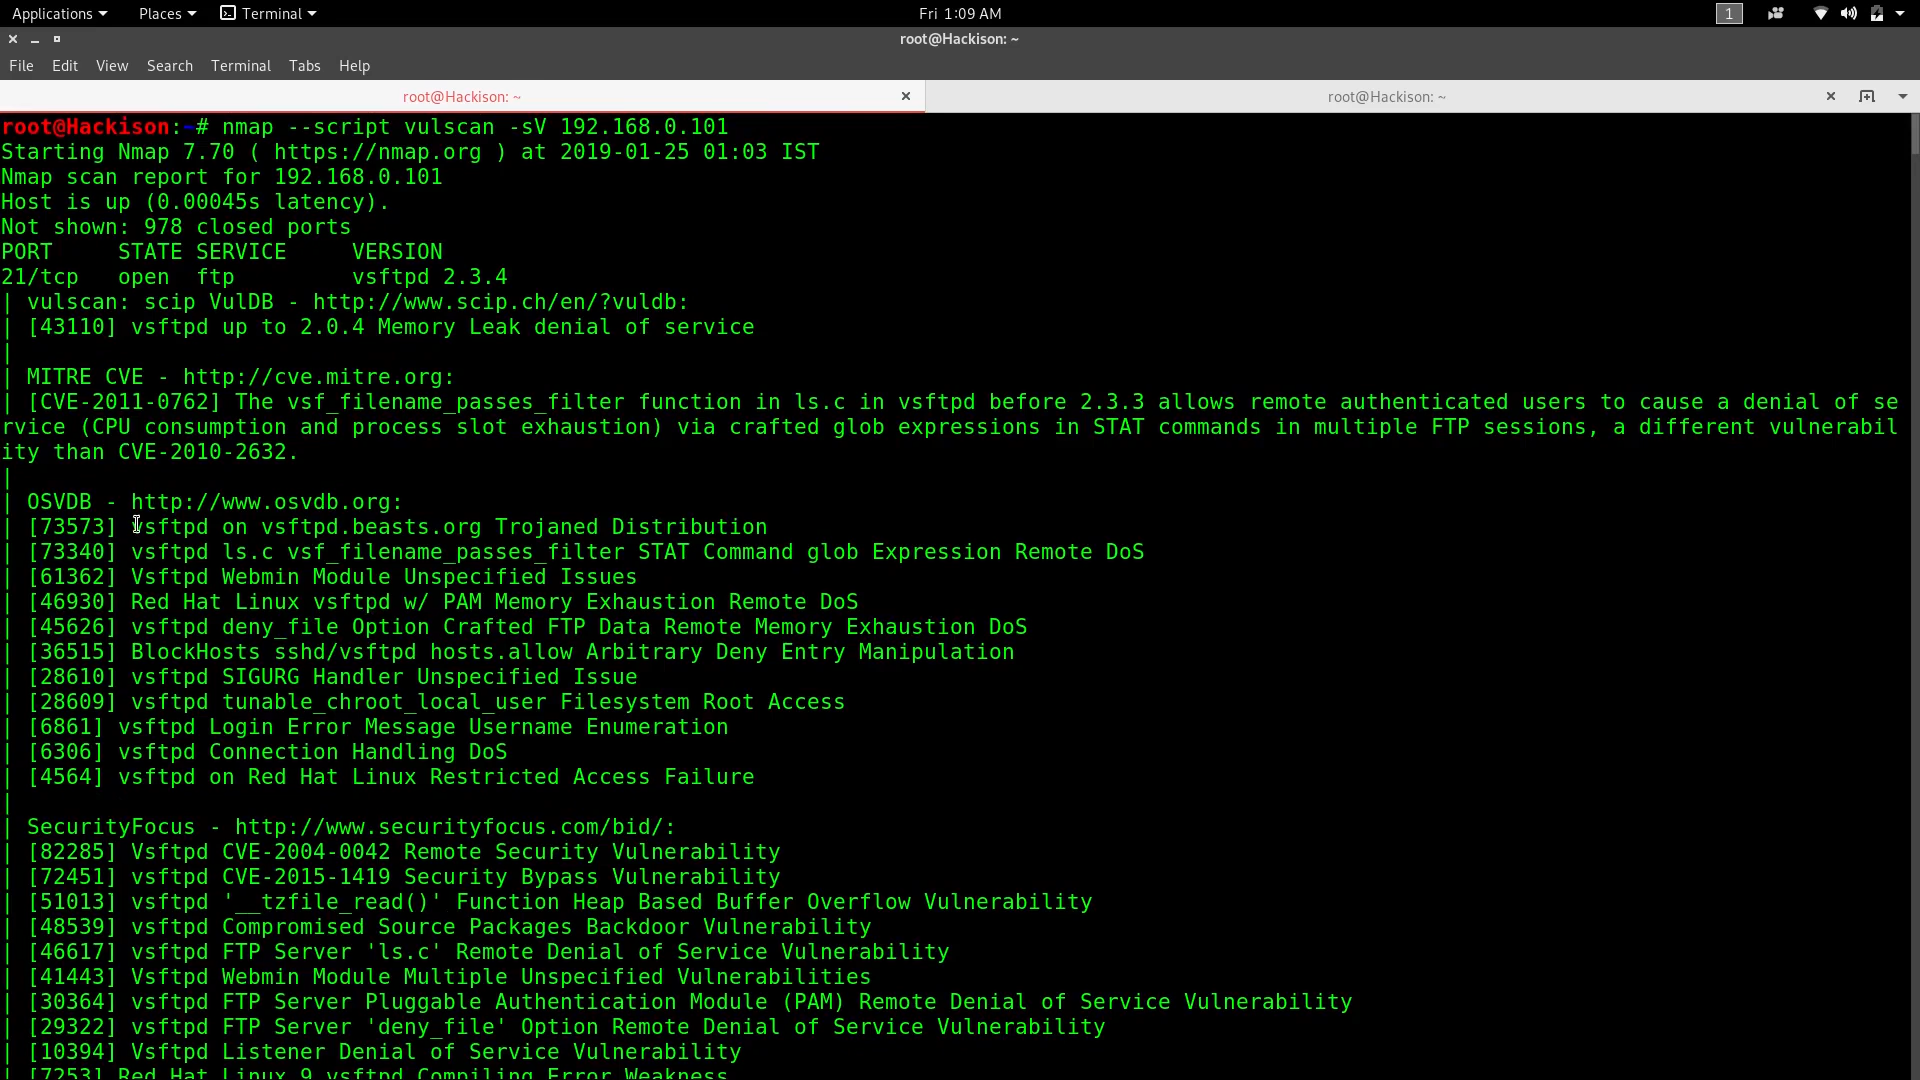 Applications Places Terminal Fri 1:09 AM 1
root@Hackison: ~
File Edit View Search Terminal Tabs Help
root@Hackison: ~ root@Hackison: ~
root@Hackison:~# nmap --script vulscan -sV 192.168.0.101
Starting Nmap 7.70 ( https://nmap.org ) at 2019-01-25 01:03 IST
Nmap scan report for 192.168.0.101
Host is up (0.00045s latency).
Not shown: 978 closed ports
PORT     STATE SERVICE     VERSION
21/tcp   open  ftp         vsftpd 2.3.4
| vulscan: scip VulDB - http://www.scip.ch/en/?vuldb:
| [43110] vsftpd up to 2.0.4 Memory Leak denial of service
|
| MITRE CVE - http://cve.mitre.org:
| [CVE-2011-0762] The vsf_filename_passes_filter function in ls.c in vsftpd before 2.3.3 allows remote authenticated users to cause a denial of se
rvice (CPU consumption and process slot exhaustion) via crafted glob expressions in STAT commands in multiple FTP sessions, a different vulnerabil
ity than CVE-2010-2632.
|
| OSVDB - http://www.osvdb.org:
| [73573] vsftpd on vsftpd.beasts.org Trojaned Distribution
| [73340] vsftpd ls.c vsf_filename_passes_filter STAT Command glob Expression Remote DoS
| [61362] Vsftpd Webmin Module Unspecified Issues
| [46930] Red Hat Linux vsftpd w/ PAM Memory Exhaustion Remote DoS
| [45626] vsftpd deny_file Option Crafted FTP Data Remote Memory Exhaustion DoS
| [36515] BlockHosts sshd/vsftpd hosts.allow Arbitrary Deny Entry Manipulation
| [28610] vsftpd SIGURG Handler Unspecified Issue
| [28609] vsftpd tunable_chroot_local_user Filesystem Root Access
| [6861] vsftpd Login Error Message Username Enumeration
| [6306] vsftpd Connection Handling DoS
| [4564] vsftpd on Red Hat Linux Restricted Access Failure
|
| SecurityFocus - http://www.securityfocus.com/bid/:
| [82285] Vsftpd CVE-2004-0042 Remote Security Vulnerability
| [72451] vsftpd CVE-2015-1419 Security Bypass Vulnerability
| [51013] vsftpd '__tzfile_read()' Function Heap Based Buffer Overflow Vulnerability
| [48539] vsftpd Compromised Source Packages Backdoor Vulnerability
| [46617] vsftpd FTP Server 'ls.c' Remote Denial of Service Vulnerability
| [41443] Vsftpd Webmin Module Multiple Unspecified Vulnerabilities
| [30364] vsftpd FTP Server Pluggable Authentication Module (PAM) Remote Denial of Service Vulnerability
| [29322] vsftpd FTP Server 'deny_file' Option Remote Denial of Service Vulnerability
| [10394] Vsftpd Listener Denial of Service Vulnerability
| [7253] Red Hat Linux 9 vsftpd Compiling Error Weakness